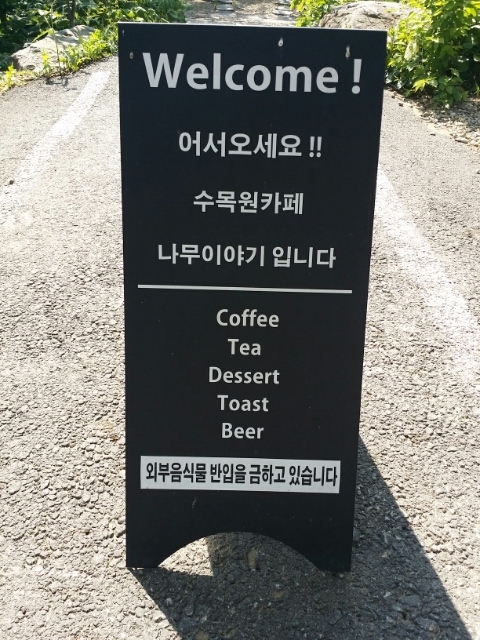 Welcome !
어서오세요 !!
수목원카페
나무이야기 입니다
Coffee
Tea
Dessert
Toast
Beer
외부음식물 반입을 금하고 있습니다